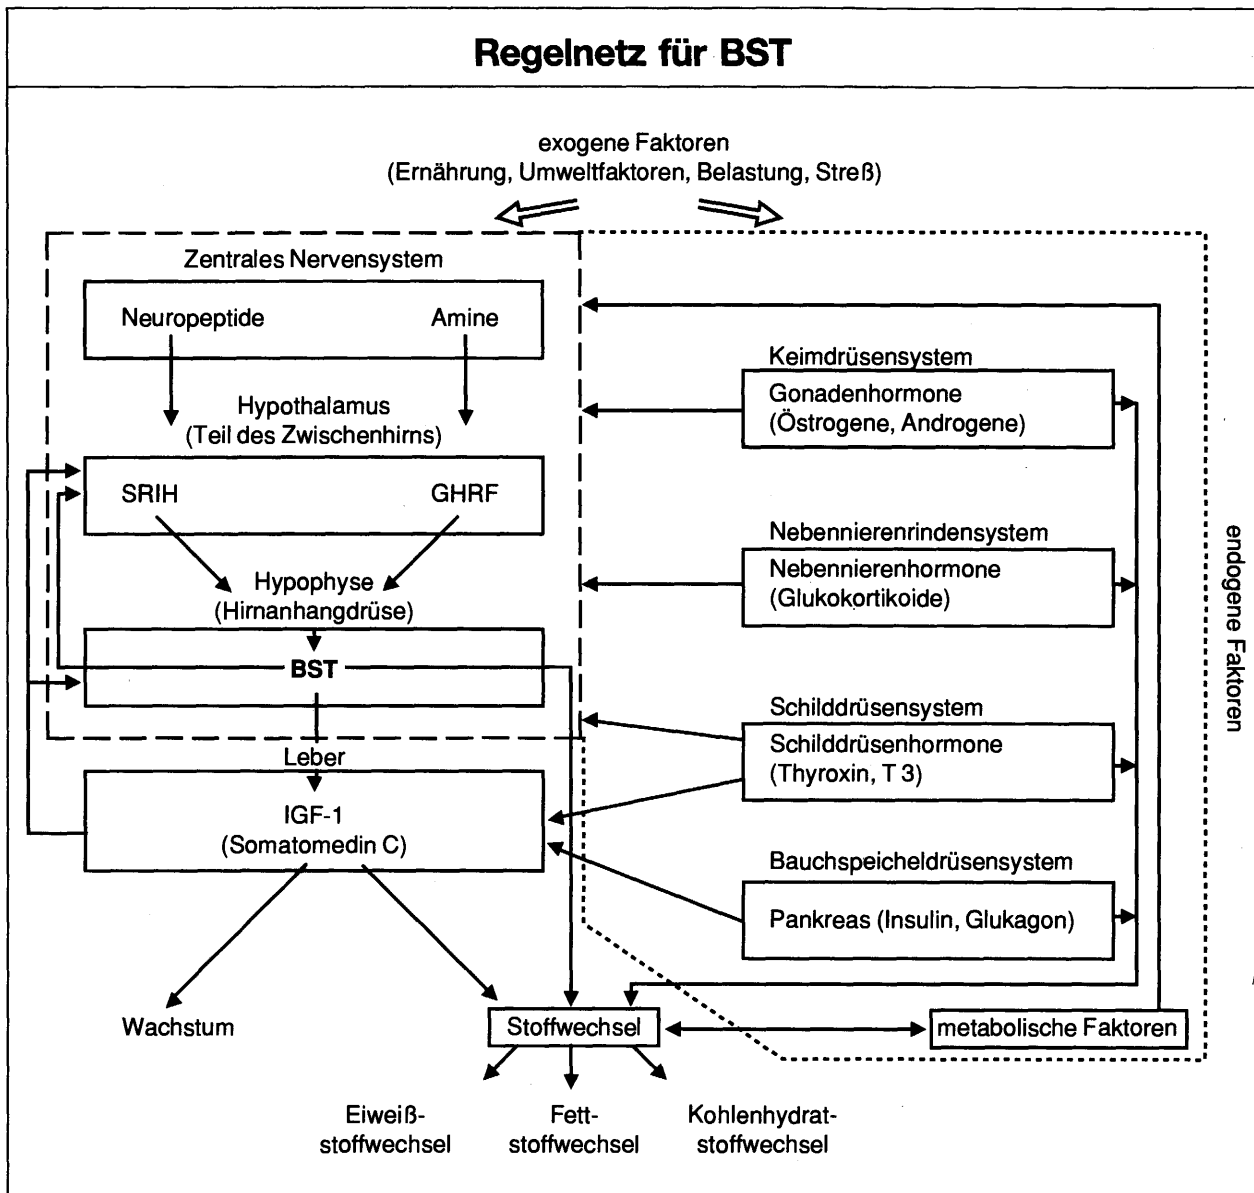 Regelnetz für BST
exogene Faktoren
(Ernährung, Umweltfaktoren, Belastung, Streß)
Zentrales Nervensystem
Neuropeptide
Amine
Hypothalamus
(Teil des Zwischenhirns)
SRIH
GHRF
Hypophyse
(Hirnanhangdrüse)
BST
Leber
IGF-1
(Somatomedin C)
Wachstum
Keimdrüsensystem
Gonadenhormone
(Östrogene, Androgene)
Nebennierenrindensystem
Nebennierenhormone
(Glukokortikoide)
Schilddrüsensystem
Schilddrüsenhormone
(Thyroxin, T 3)
Bauchspeicheldrüsensystem
Pankreas (Insulin, Glukagon)
endogene Faktoren
Stoffwechsel
metabolische Faktoren
Eiweiß-
stoffwechsel
Fett-
stoffwechsel
Kohlenhydrat-
stoffwechsel